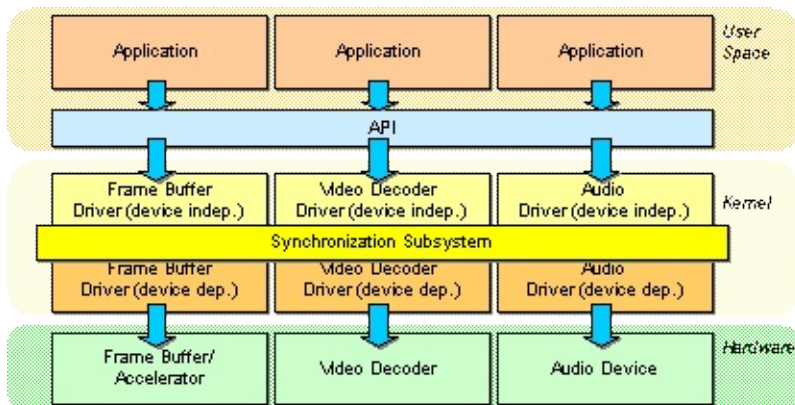 Application
Application
Application
User
Space
API
Frame Buffer
Driver (device indep.)
Video Decoder
Driver (device indep.)
Audio
Driver (device indep.)
Kernel
Synchronization Subsystem
Frame Buffer
Driver (device dep.)
Video Decoder
Driver (device dep.)
Audio
Driver (device dep.)
Frame Buffer/
Accelerator
Video Decoder
Audio Device
Hardware